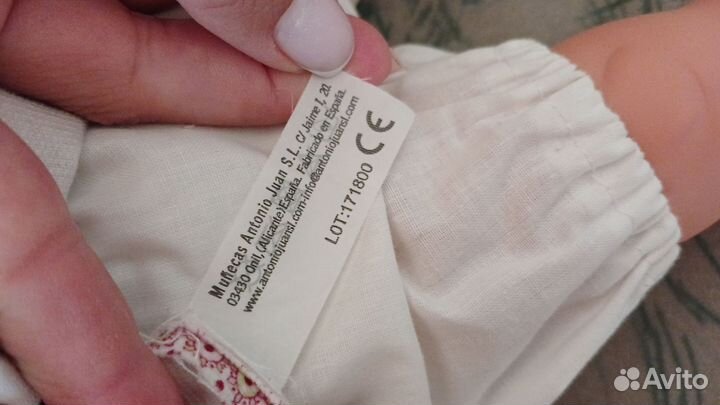 Muñecas Antonio Juan S.L. C/ Jaime I, 20.
03430 Onil, (Alicante) España. Fabricado en España.
www.antoniojuansl.com-info@antoniojuansl.com
LOT:171800 CE
Avito